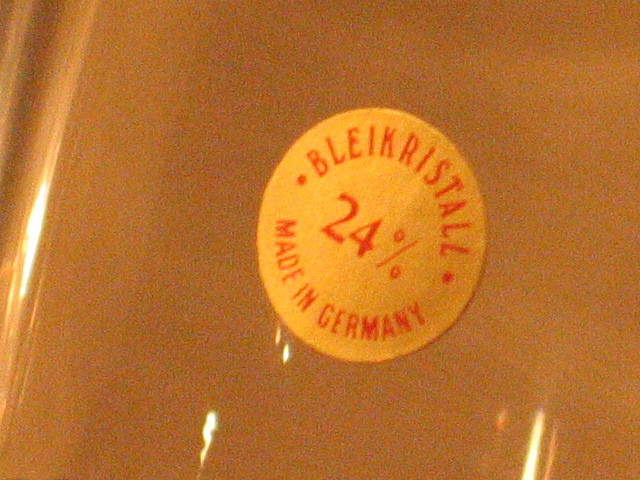 • BLEIKRISTALL •
24%
MADE IN GERMANY